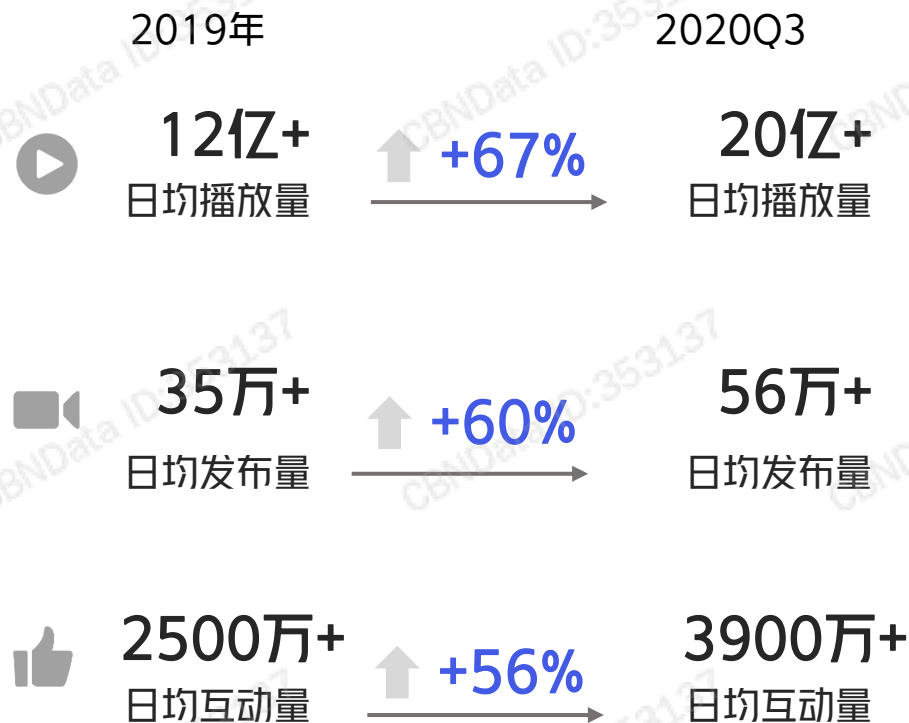 2019年
2020Q3
12亿+
+67%
20亿+
日均播放量
日均播放量
35万+
+60%
56万+
日均发布量
日均发布量
2500万+
+56%
3900万+
日均互动量
日均互动量
CBNData ID:353137